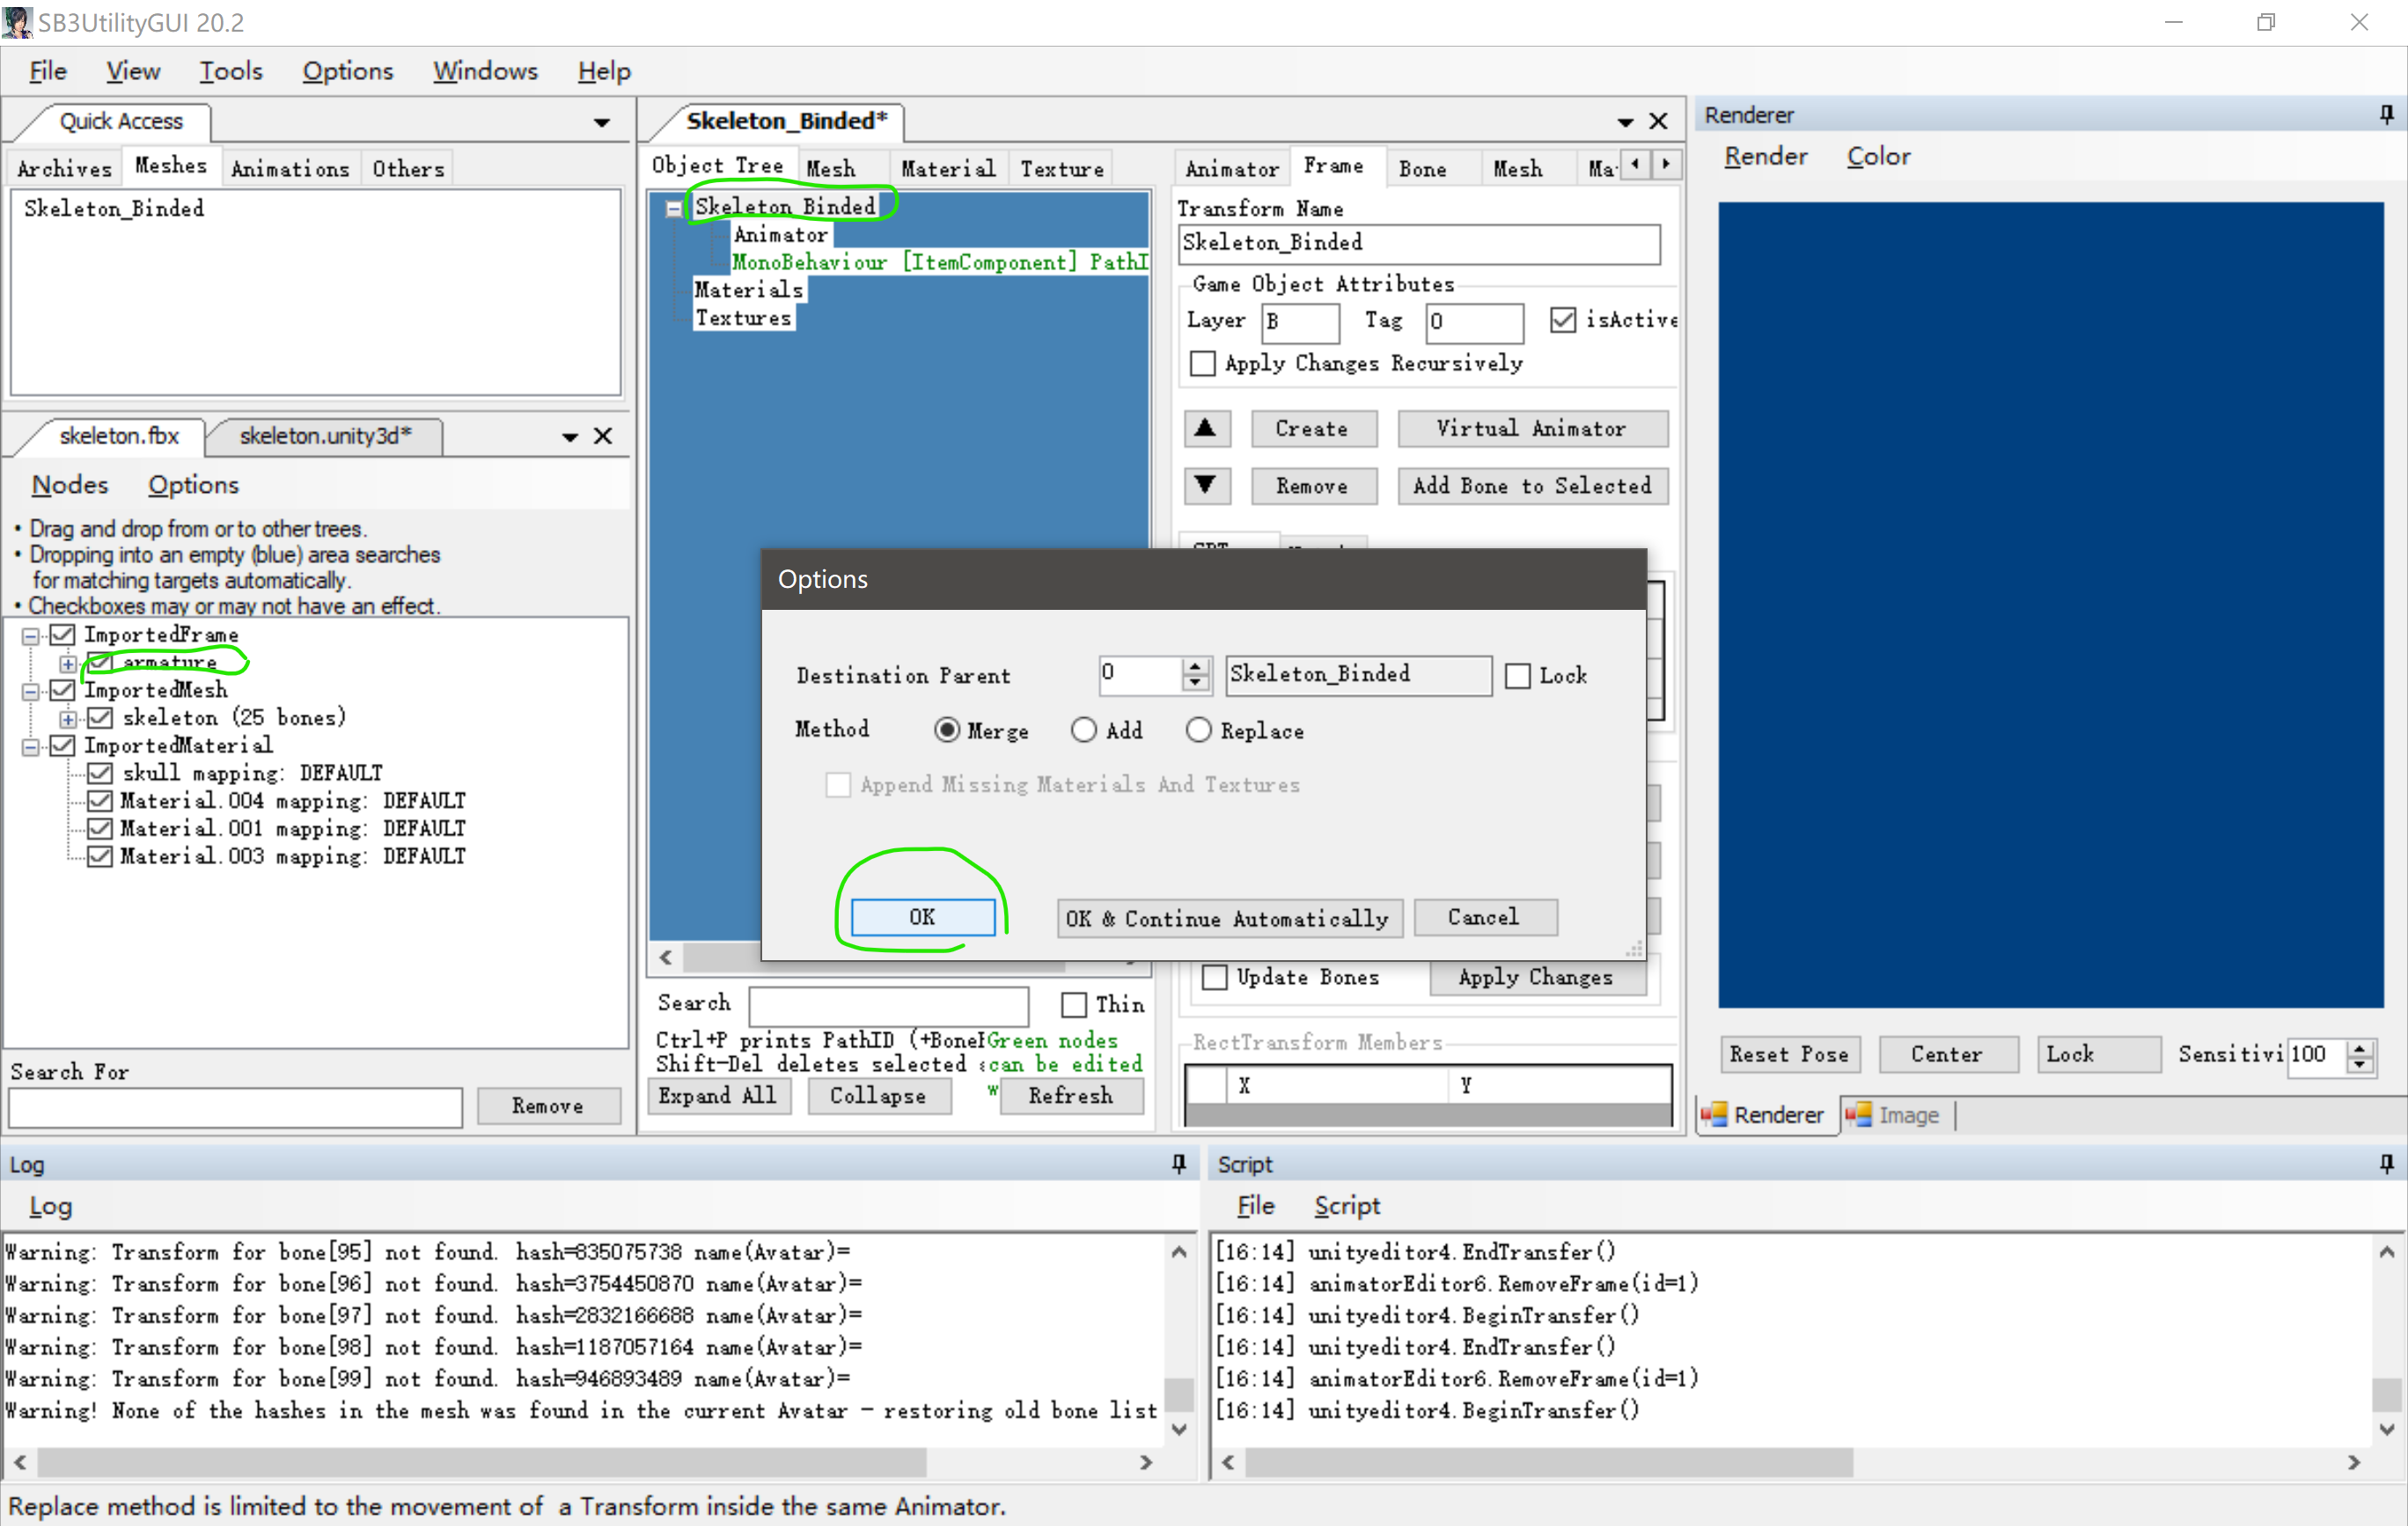 SB3UtilityGUI 20.2
File View Tools Options Windows Help
Quick Access
Archives Meshes Animations Others
Skeleton_Binded
skeleton.fbx skeleton.unity3d*
Nodes Options
• Drag and drop from or to other trees.
• Dropping into an empty (blue) area searches
for matching targets automatically.
• Checkboxes may or may not have an effect.
ImportedFrame
armature
ImportedMesh
skeleton (25 bones)
ImportedMaterial
skull mapping: DEFAULT
Material.004 mapping: DEFAULT
Material.001 mapping: DEFAULT
Material.003 mapping: DEFAULT
Search For
Remove
Skeleton_Binded*
Object Tree Mesh Material Texture
Skeleton_Binded
Animator
MonoBehaviour [ItemComponent] PathI
Materials
Textures
Search Thin
Ctrl+P prints PathID (+BoneH
Shift-Del deletes selected s
Green nodes
can be edited
w
Expand All Collapse Refresh
Animator Frame Bone Mesh Ma
Transform Name
Skeleton_Binded
Game Object Attributes
Layer B Tag 0 isActive
Apply Changes Recursively
▲ Create Virtual Animator
▼ Remove Add Bone to Selected
Options
Destination Parent 0 Skeleton_Binded Lock
Method Merge Add Replace
Append Missing Materials And Textures
OK OK & Continue Automatically Cancel
Update Bones Apply Changes
RectTransform Members
X Y
Renderer
Render Color
Reset Pose Center Lock Sensitivi 100
Renderer Image
Log
Log
Warning: Transform for bone[95] not found. hash=835075738 name(Avatar)=
Warning: Transform for bone[96] not found. hash=3754450870 name(Avatar)=
Warning: Transform for bone[97] not found. hash=2832166688 name(Avatar)=
Warning: Transform for bone[98] not found. hash=1187057164 name(Avatar)=
Warning: Transform for bone[99] not found. hash=946893489 name(Avatar)=
Warning! None of the hashes in the mesh was found in the current Avatar - restoring old bone list
Script
File Script
[16:14] unityeditor4.EndTransfer()
[16:14] animatorEditor6.RemoveFrame(id=1)
[16:14] unityeditor4.BeginTransfer()
[16:14] unityeditor4.EndTransfer()
[16:14] animatorEditor6.RemoveFrame(id=1)
[16:14] unityeditor4.BeginTransfer()
Replace method is limited to the movement of a Transform inside the same Animator.